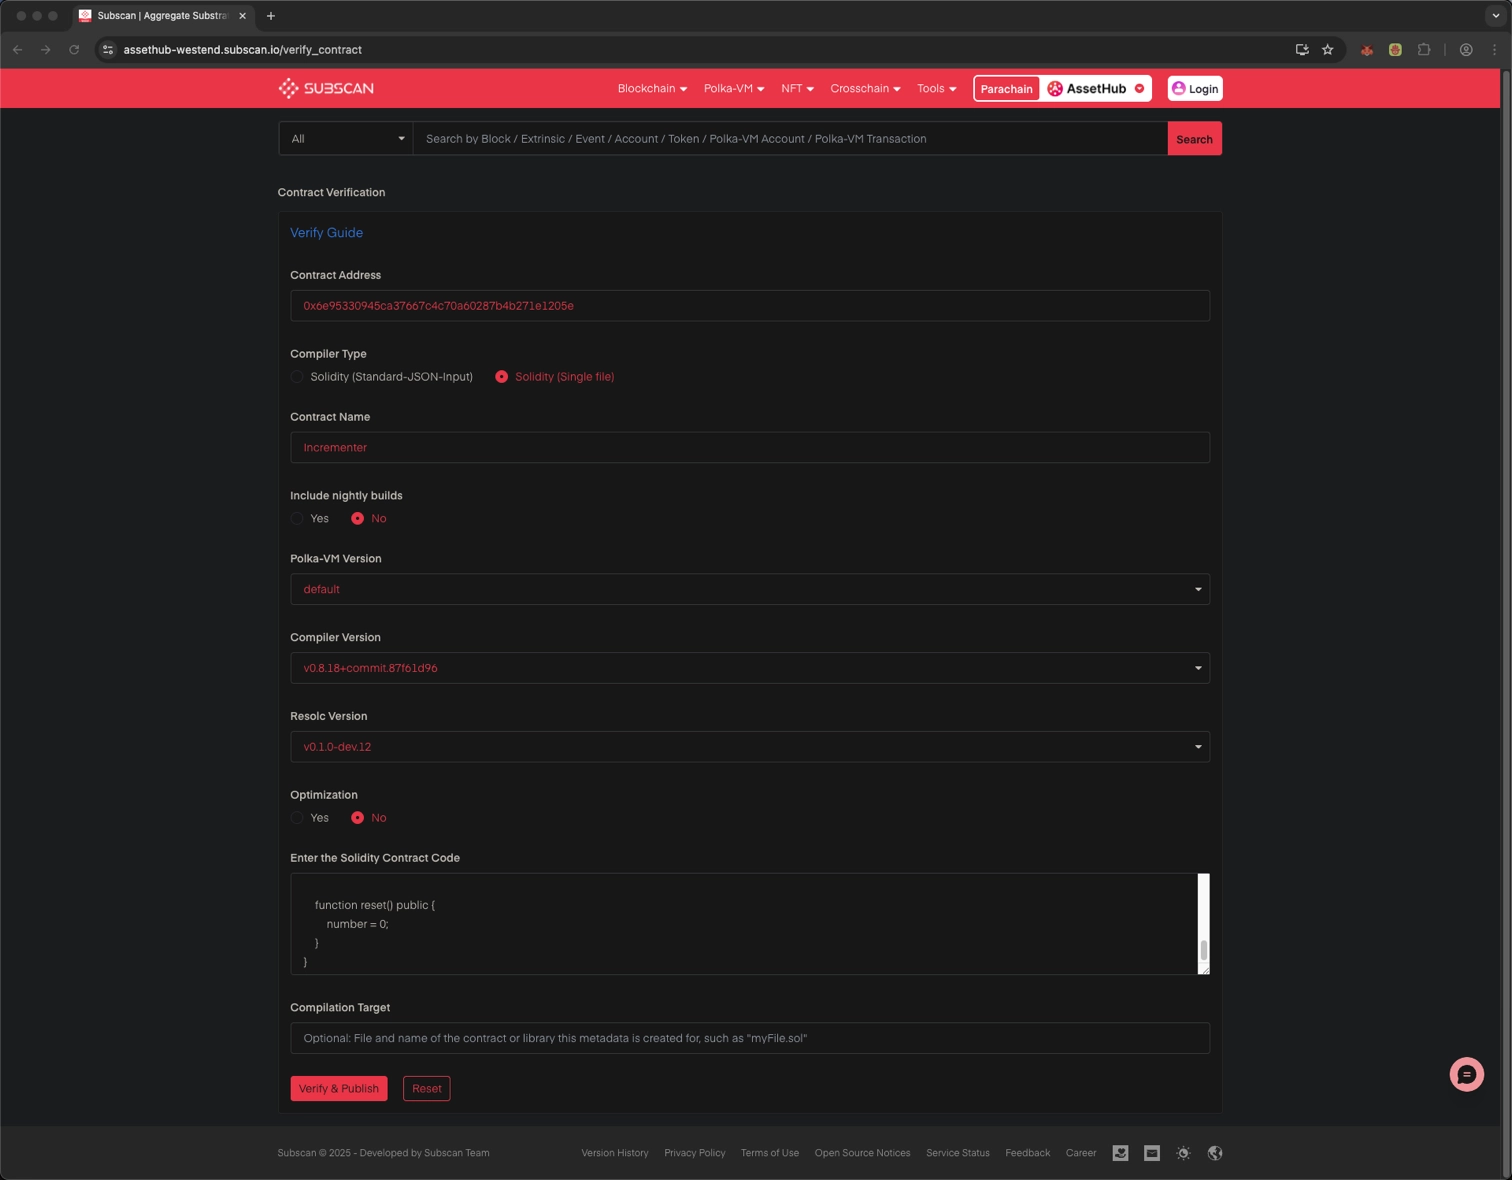 Subscan | Aggregate Substra
assethub-westend.subscan.io/verify_contract
SUBSCAN
Blockchain
Polka-VM
NFT
Crosschain
Tools
Parachain
AssetHub
Login
All
Search by Block / Extrinsic / Event / Account / Token / Polka-VM Account / Polka-VM Transaction
Search
Contract Verification
Verify Guide
Contract Address
0x6e95330945ca37667c4c70a60287b4b271e1205e
Compiler Type
Solidity (Standard-JSON-Input)
Solidity (Single file)
Contract Name
Incrementer
Include nightly builds
Yes
No
Polka-VM Version
default
Compiler Version
v0.8.18+commit.87f61d96
Resolc Version
v0.1.0-dev.12
Optimization
Yes
No
Enter the Solidity Contract Code
function reset() public {
number = 0;
}
}
Compilation Target
Optional: File and name of the contract or library this metadata is created for, such as "myFile.sol"
Verify & Publish
Reset
Subscan © 2025 - Developed by Subscan Team
Version History
Privacy Policy
Terms of Use
Open Source Notices
Service Status
Feedback
Career